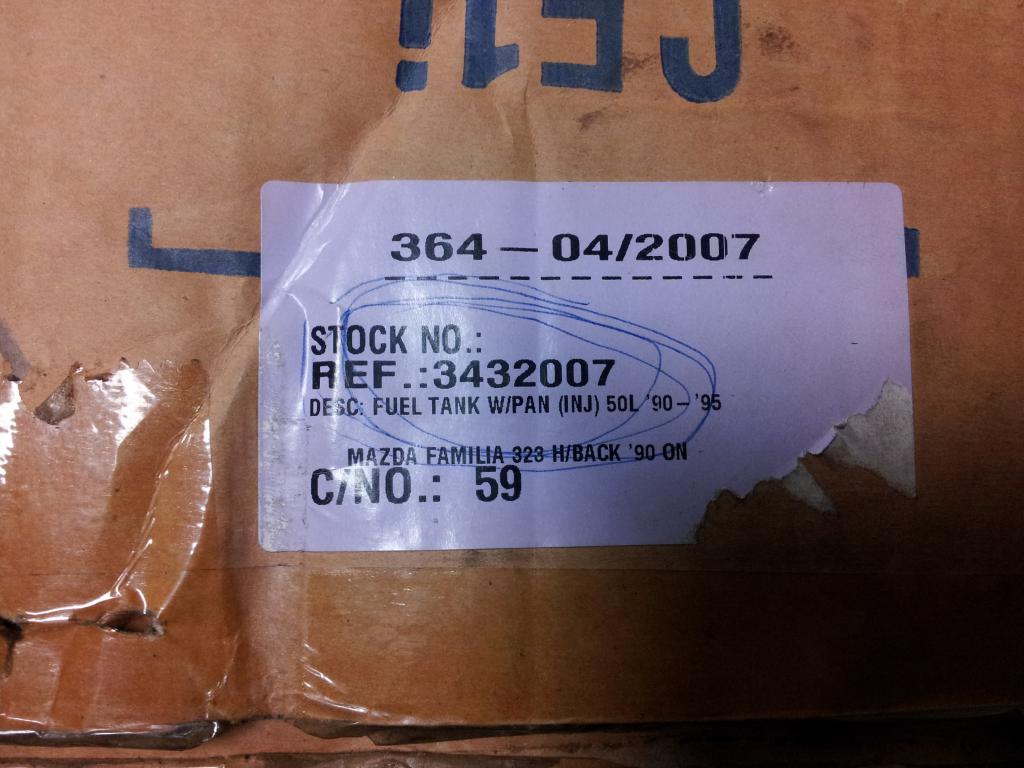 364 — 04/2007
STOCK NO.:
REF.:3432007
DESC: FUEL TANK W/PAN (INJ) 50L '90-'95
MAZDA FAMILIA 323 H/BACK '90 ON
C/NO.: 59